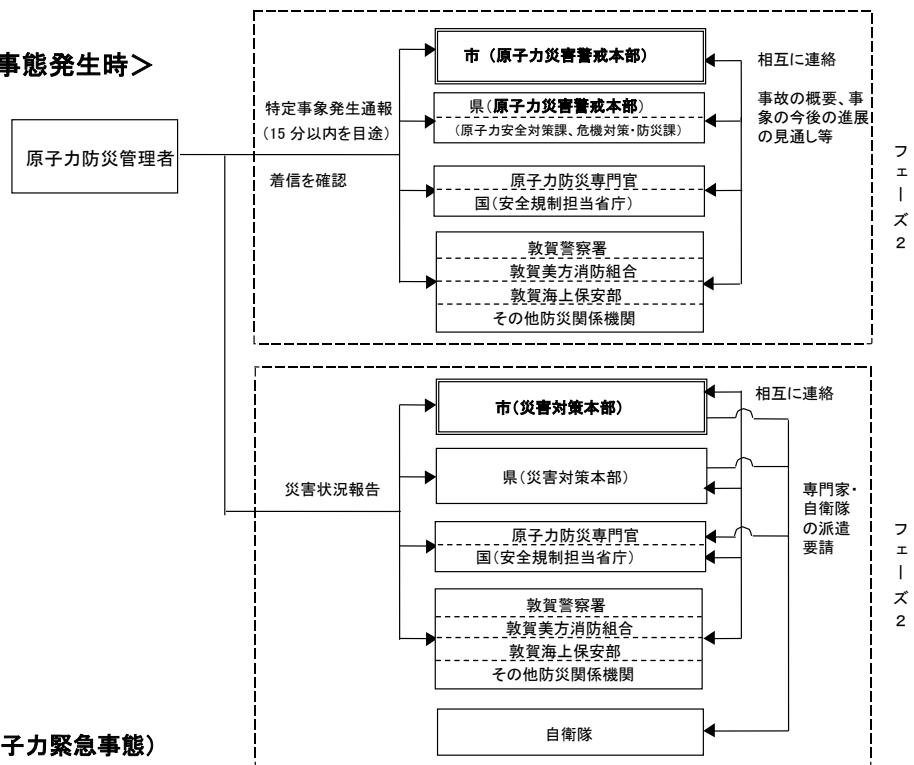 事態発生時＞
原子力防災管理者
特定事象発生通報
(15分以内を目途)
着信を確認
市（原子力災害警戒本部）
県（原子力災害警戒本部）
（原子力安全対策課、危機対策・防災課）
原子力防災専門官
国（安全規制担当省庁）
敦賀警察署
敦賀美方消防組合
敦賀海上保安部
その他防災関係機関
相互に連絡
事故の概要、事
象の今後の進展
の見通し等
フェーズ２
災害状況報告
市（災害対策本部）
県（災害対策本部）
原子力防災専門官
国（安全規制担当省庁）
敦賀警察署
敦賀美方消防組合
敦賀海上保安部
その他防災関係機関
自衛隊
相互に連絡
専門家・
自衛隊
の派遣
要請
フェーズ２
子力緊急事態）